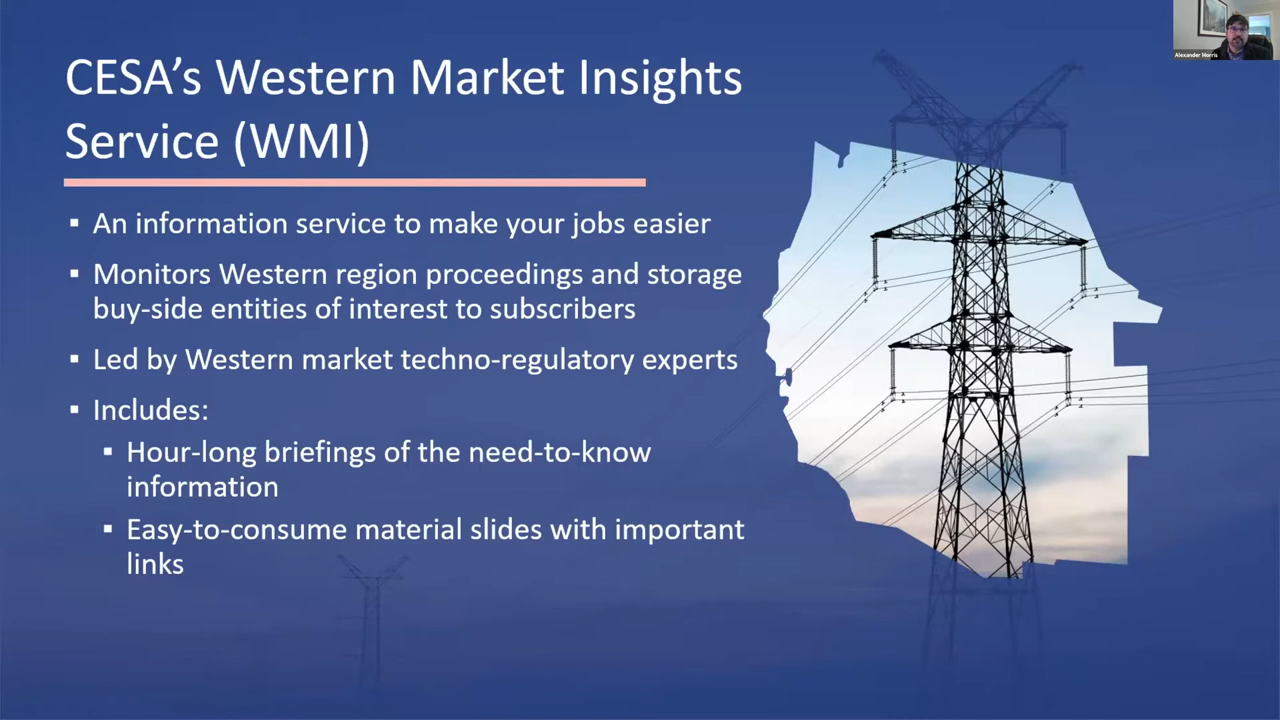 CESA’s Western Market Insights
Service (WMI)
▪ An information service to make your jobs easier
▪ Monitors Western region proceedings and storage
buy-side entities of interest to subscribers
▪ Led by Western market techno-regulatory experts
▪ Includes:
▪ Hour-long briefings of the need-to-know
information
▪ Easy-to-consume material slides with important
links
Alexander Morris